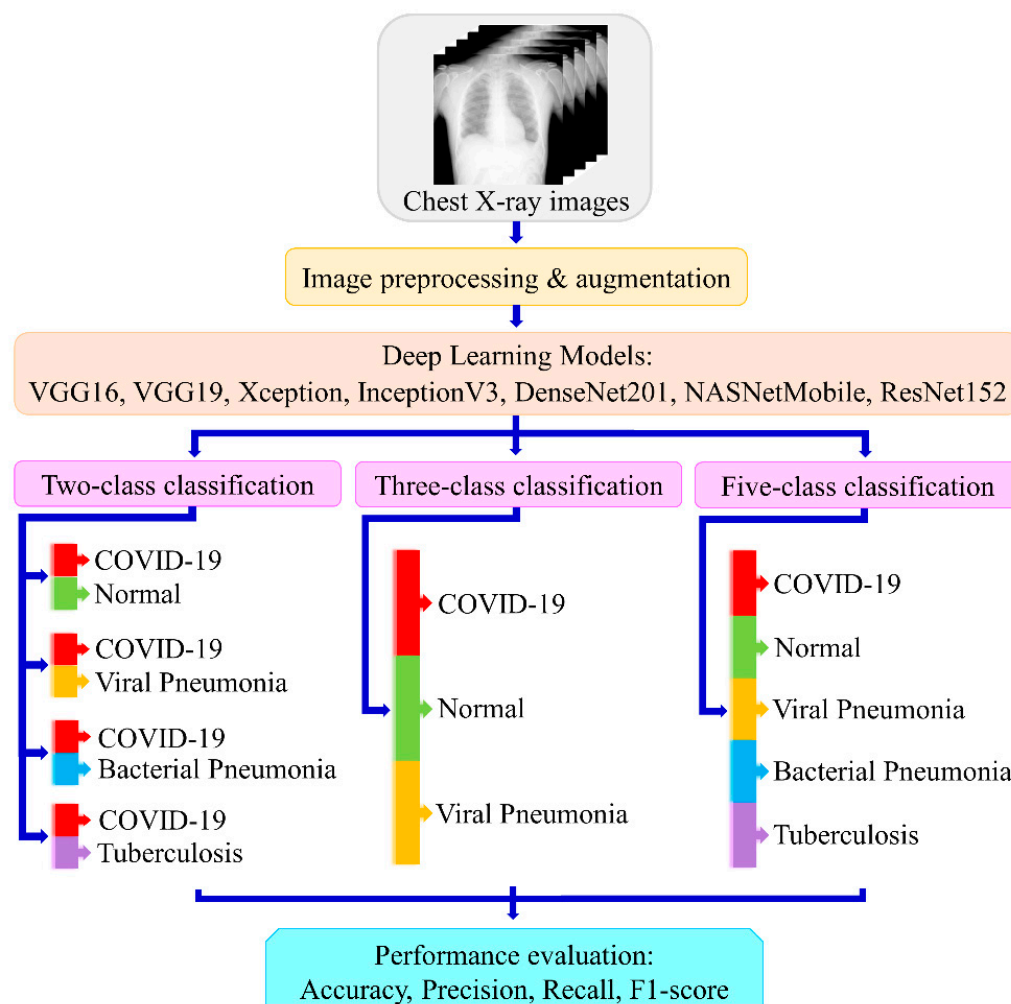 Chest X-ray images
Image preprocessing & augmentation
Deep Learning Models:
VGG16, VGG19, Xception, InceptionV3, DenseNet201, NASNetMobile, ResNet152
Two-class classification
COVID-19
Normal
COVID-19
Viral Pneumonia
COVID-19
Bacterial Pneumonia
COVID-19
Tuberculosis
Three-class classification
COVID-19
Normal
Viral Pneumonia
Five-class classification
COVID-19
Normal
Viral Pneumonia
Bacterial Pneumonia
Tuberculosis
Performance evaluation:
Accuracy, Precision, Recall, F1-score